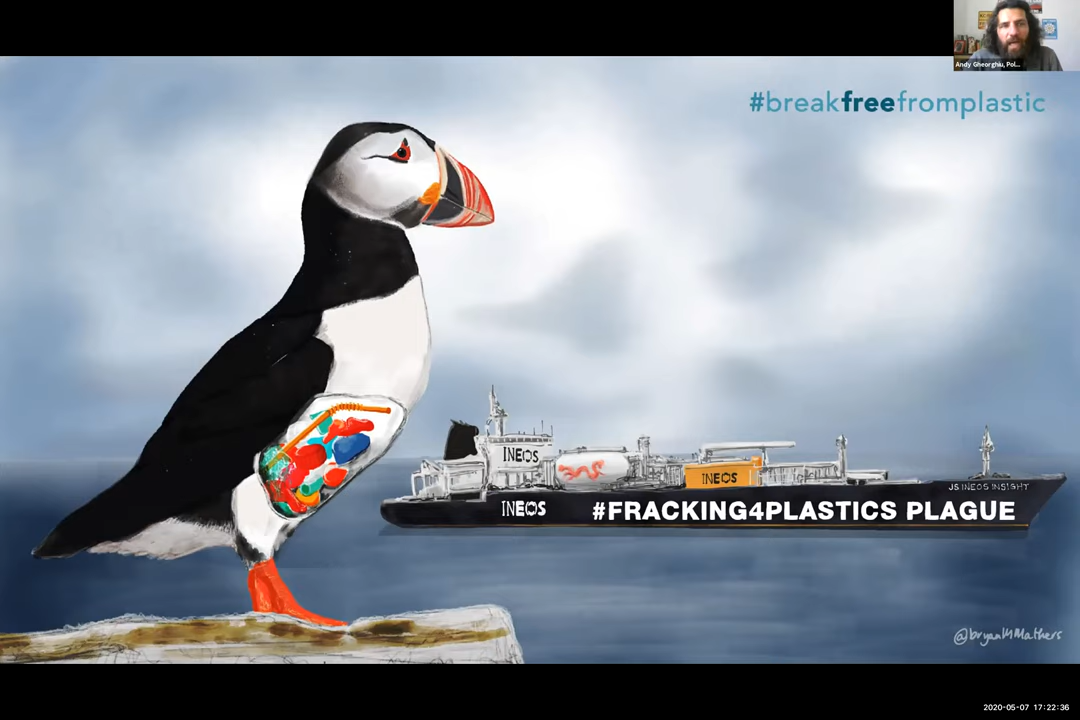 Andy Gheorghiu, Pol...
#breakfreefromplastic
INEOS
INEOS
JS INEOS INSIGHT
INEOS
#FRACKING4PLASTICS PLAGUE
@bryanMMathers
2020-05-07 17:22:36